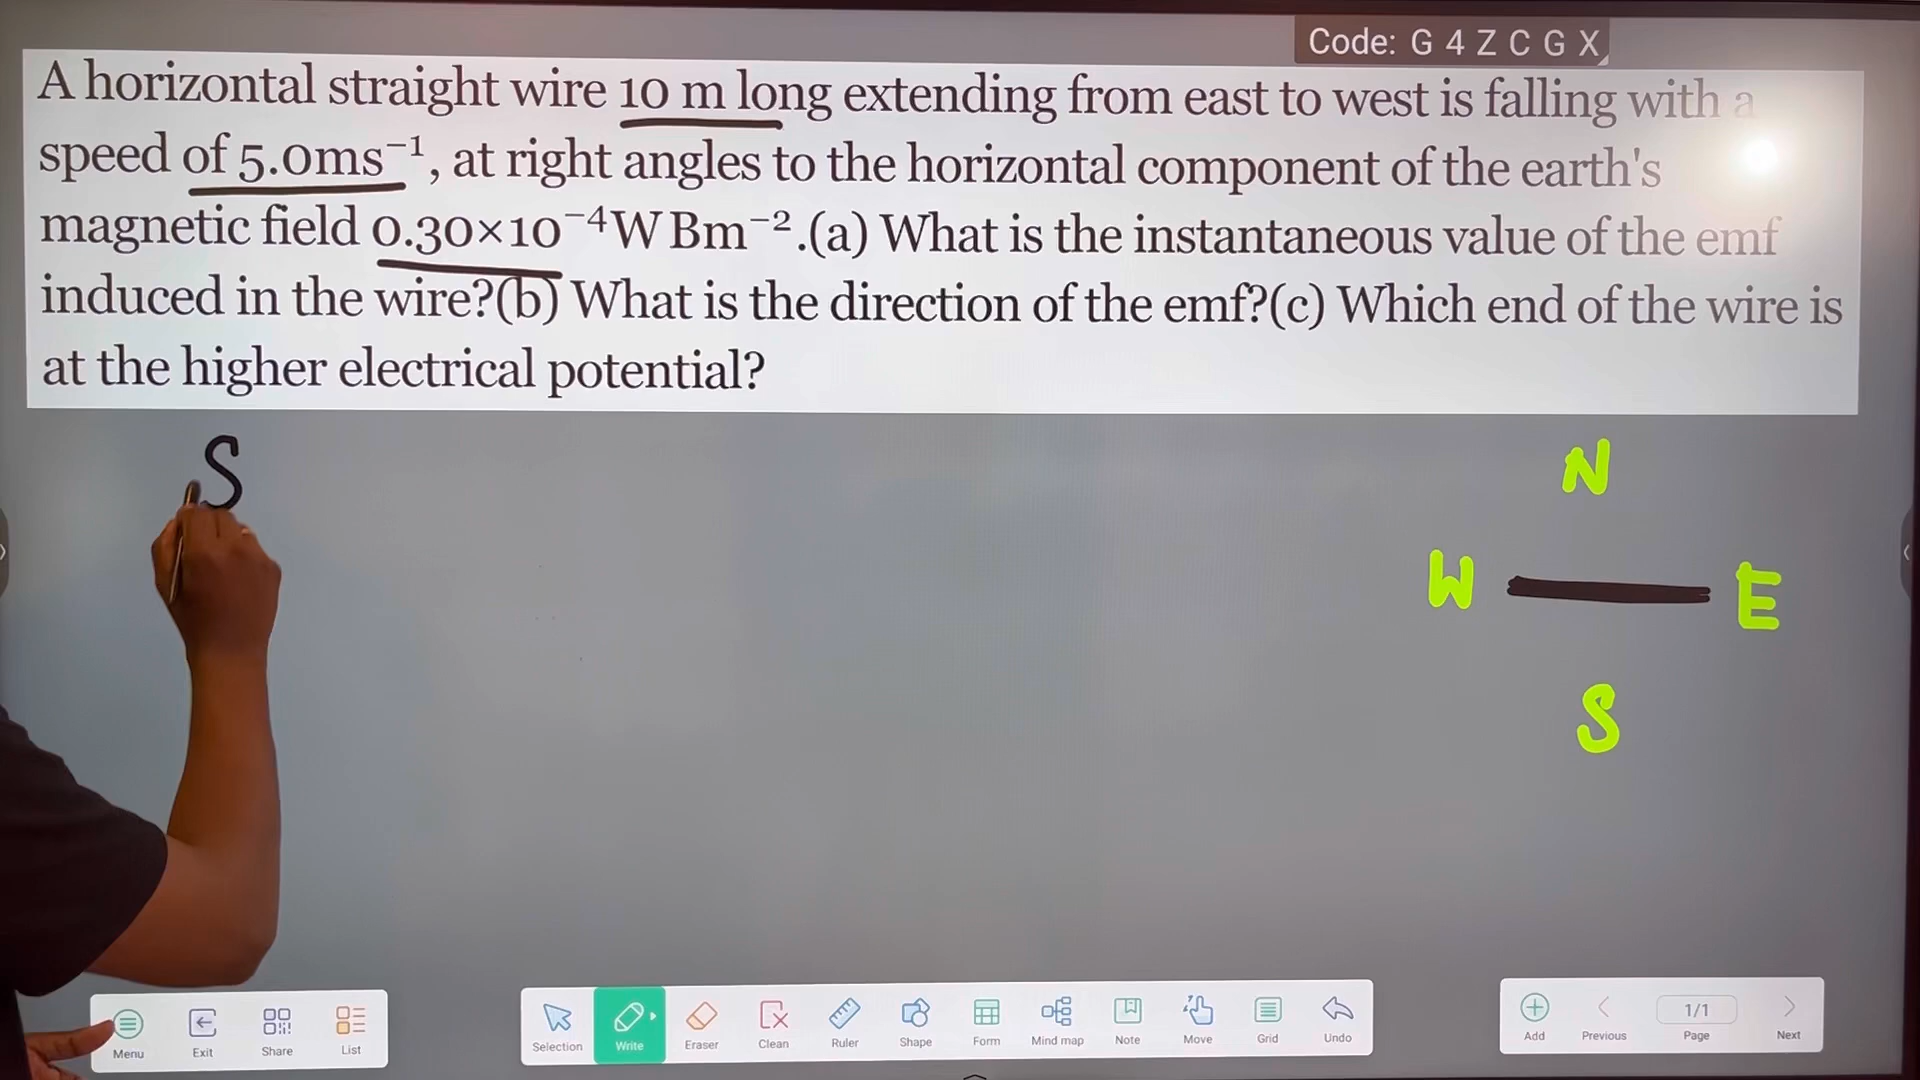 Code: G 4 Z C G X
A horizontal straight wire 10 m long extending from east to west is falling with a
speed of 5.0ms⁻¹, at right angles to the horizontal component of the earth's
magnetic field 0.30×10⁻⁴WBm⁻².(a) What is the instantaneous value of the emf
induced in the wire?(b) What is the direction of the emf?(c) Which end of the wire is
at the higher electrical potential?
S
N
W E
S
Menu Exit Share List
Selection Write Eraser Clean Ruler Shape Form Mind map Note Move Grid Undo
1/1
Add Previous Page Next